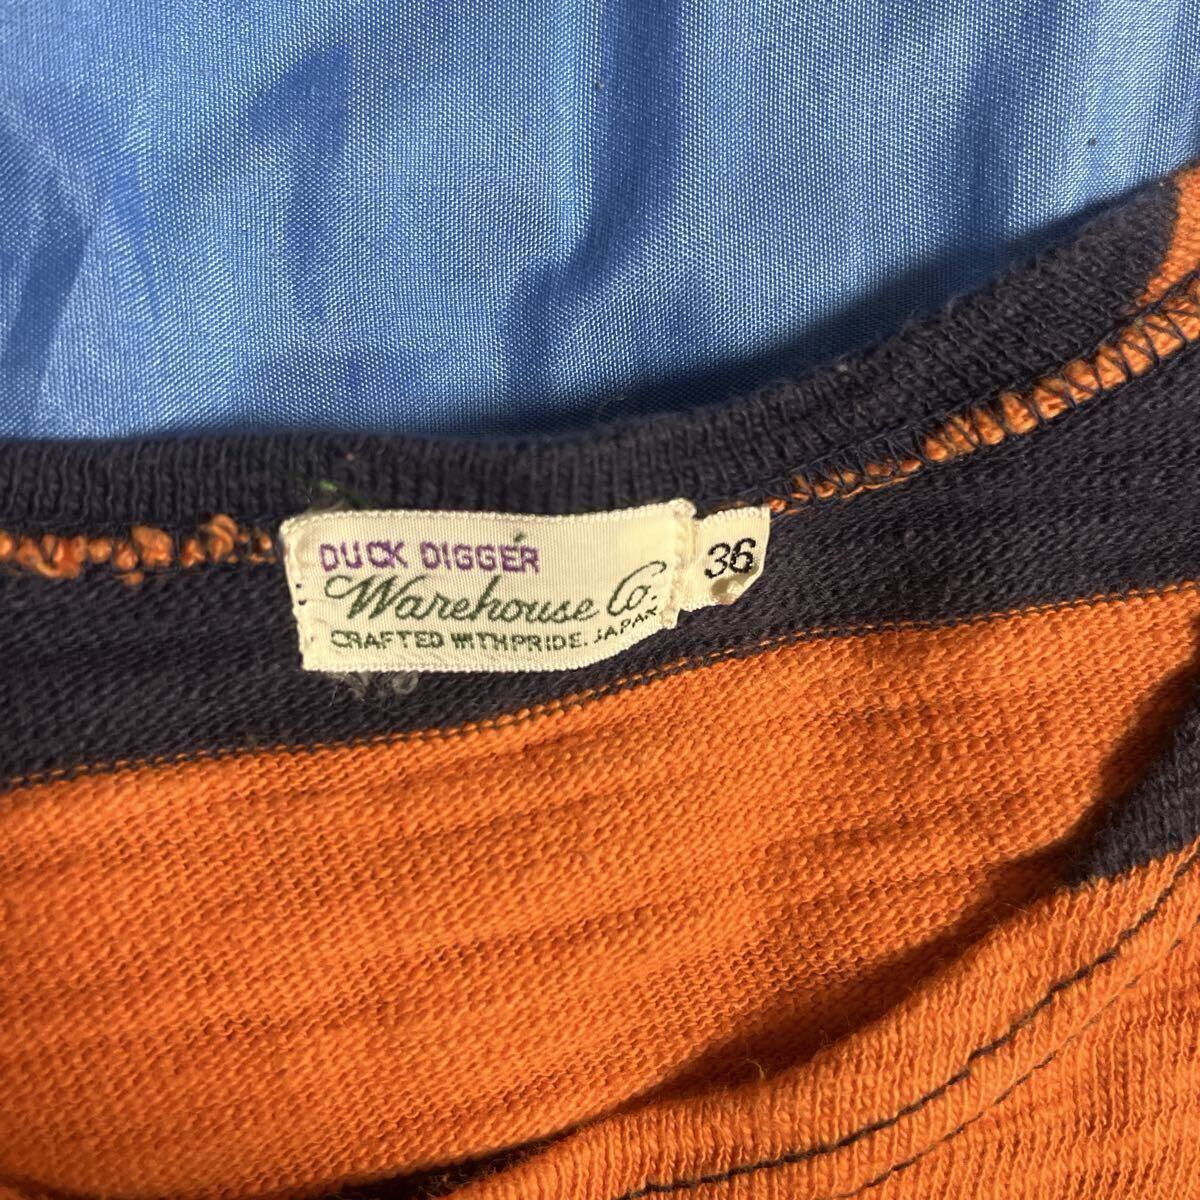 DUCK DIGGER
Warehouse Co.
CRAFTED WITH PRIDE. JAPAN
36